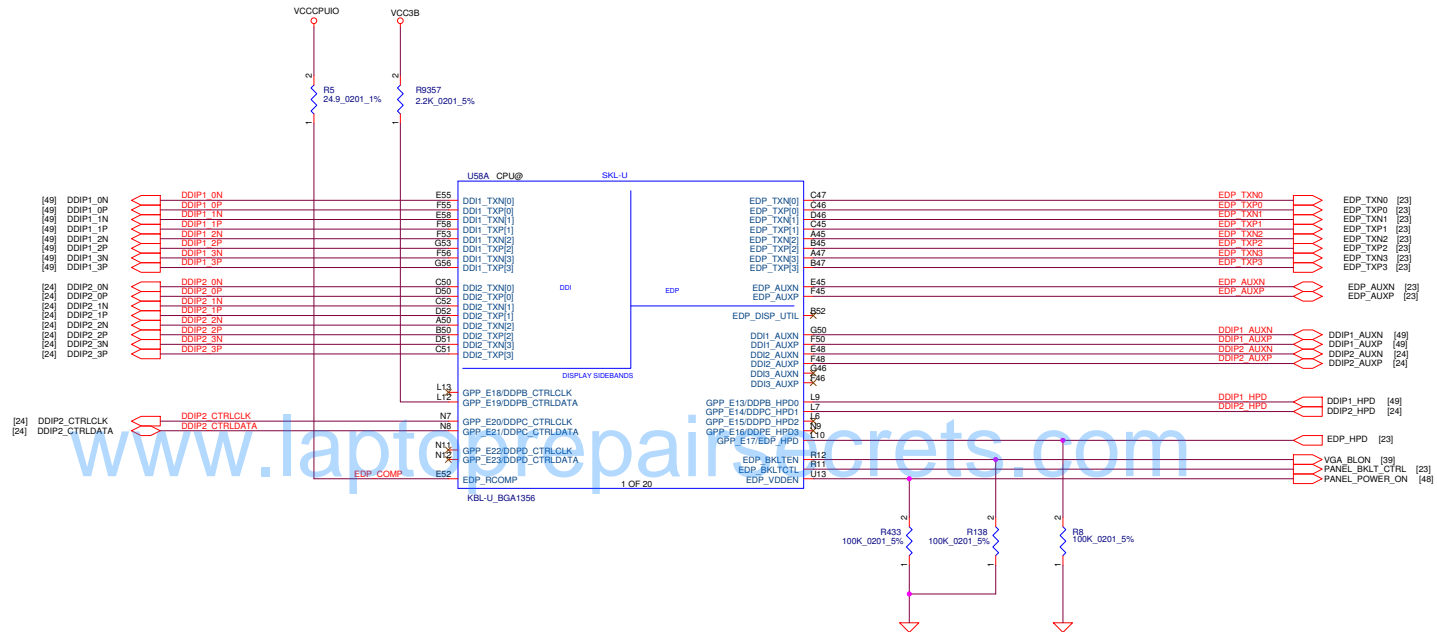 VCCCPUIO
VCC3B
2
R5
24.9_0201_1%
1
2
R9357
2.2K_0201_5%
1
U58A CPU@ SKL-U
[49] DDIP1_0N DDIP1_0N E55 DDI1_TXN[0]
[49] DDIP1_0P DDIP1_0P F55 DDI1_TXP[0]
[49] DDIP1_1N DDIP1_1N E58 DDI1_TXN[1]
[49] DDIP1_1P DDIP1_1P F58 DDI1_TXP[1]
[49] DDIP1_2N DDIP1_2N F53 DDI1_TXN[2]
[49] DDIP1_2P DDIP1_2P G53 DDI1_TXP[2]
[49] DDIP1_3N DDIP1_3N F56 DDI1_TXN[3]
[49] DDIP1_3P DDIP1_3P G56 DDI1_TXP[3]
[24] DDIP2_0N DDIP2_0N C50 DDI2_TXN[0]
[24] DDIP2_0P DDIP2_0P D50 DDI2_TXP[0]
[24] DDIP2_1N DDIP2_1N C52 DDI2_TXN[1]
[24] DDIP2_1P DDIP2_1P D52 DDI2_TXP[1]
[24] DDIP2_2N DDIP2_2N A50 DDI2_TXN[2]
[24] DDIP2_2P DDIP2_2P B50 DDI2_TXP[2]
[24] DDIP2_3N DDIP2_3N D51 DDI2_TXN[3]
[24] DDIP2_3P DDIP2_3P C51 DDI2_TXP[3]
DDI
EDP
DISPLAY SIDEBANDS
L13 GPP_E18/DDPB_CTRLCLK
L12 GPP_E19/DDPB_CTRLDATA
[24] DDIP2_CTRLCLK DDIP2_CTRLCLK N7 GPP_E20/DDPC_CTRLCLK
[24] DDIP2_CTRLDATA DDIP2_CTRLDATA N8 GPP_E21/DDPC_CTRLDATA
N11 GPP_E22/DDPD_CTRLCLK
N12 GPP_E23/DDPD_CTRLDATA
EDP_COMP E52 EDP_RCOMP
1 OF 20
KBL-U_BGA1356
EDP_TXN[0] C47 EDP_TXN0 EDP_TXN0 [23]
EDP_TXP[0] C46 EDP_TXP0 EDP_TXP0 [23]
EDP_TXN[1] D46 EDP_TXN1 EDP_TXN1 [23]
EDP_TXP[1] C45 EDP_TXP1 EDP_TXP1 [23]
EDP_TXN[2] A45 EDP_TXN2 EDP_TXN2 [23]
EDP_TXP[2] B45 EDP_TXP2 EDP_TXP2 [23]
EDP_TXN[3] A47 EDP_TXN3 EDP_TXN3 [23]
EDP_TXP[3] B47 EDP_TXP3 EDP_TXP3 [23]
EDP_AUXN E45 EDP_AUXN EDP_AUXN [23]
EDP_AUXP F45 EDP_AUXP EDP_AUXP [23]
EDP_DISP_UTIL B52
DDI1_AUXN G50 DDIP1_AUXN DDIP1_AUXN [49]
DDI1_AUXP F50 DDIP1_AUXP DDIP1_AUXP [49]
DDI2_AUXN E48 DDIP2_AUXN DDIP2_AUXN [24]
DDI2_AUXP F48 DDIP2_AUXP DDIP2_AUXP [24]
DDI3_AUXN G46
DDI3_AUXP F46
GPP_E13/DDPB_HPD0 L9 DDIP1_HPD DDIP1_HPD [49]
GPP_E14/DDPC_HPD1 L7 DDIP2_HPD DDIP2_HPD [24]
GPP_E15/DDPD_HPD2 L6
GPP_E16/DDPE_HPD3 N9
GPP_E17/EDP_HPD L10 EDP_HPD [23]
EDP_BKLTEN R12 VGA_BLON [39]
EDP_BKLTCTL R11 PANEL_BKLT_CTRL [23]
EDP_VDDEN U13 PANEL_POWER_ON [48]
www.laptoprepairsecrets.com
2
R433
100K_0201_5%
1
2
R138
100K_0201_5%
1
2
R8
100K_0201_5%
1